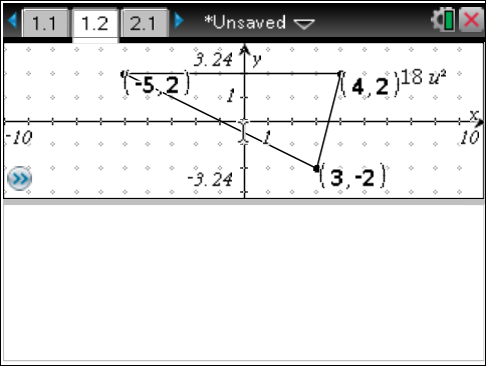 1.1 1.2 2.1 *Unsaved
3.24 y
(-5,2) (4,2) 18 u²
1
x
-10 1 10
-3.24 (3,-2)